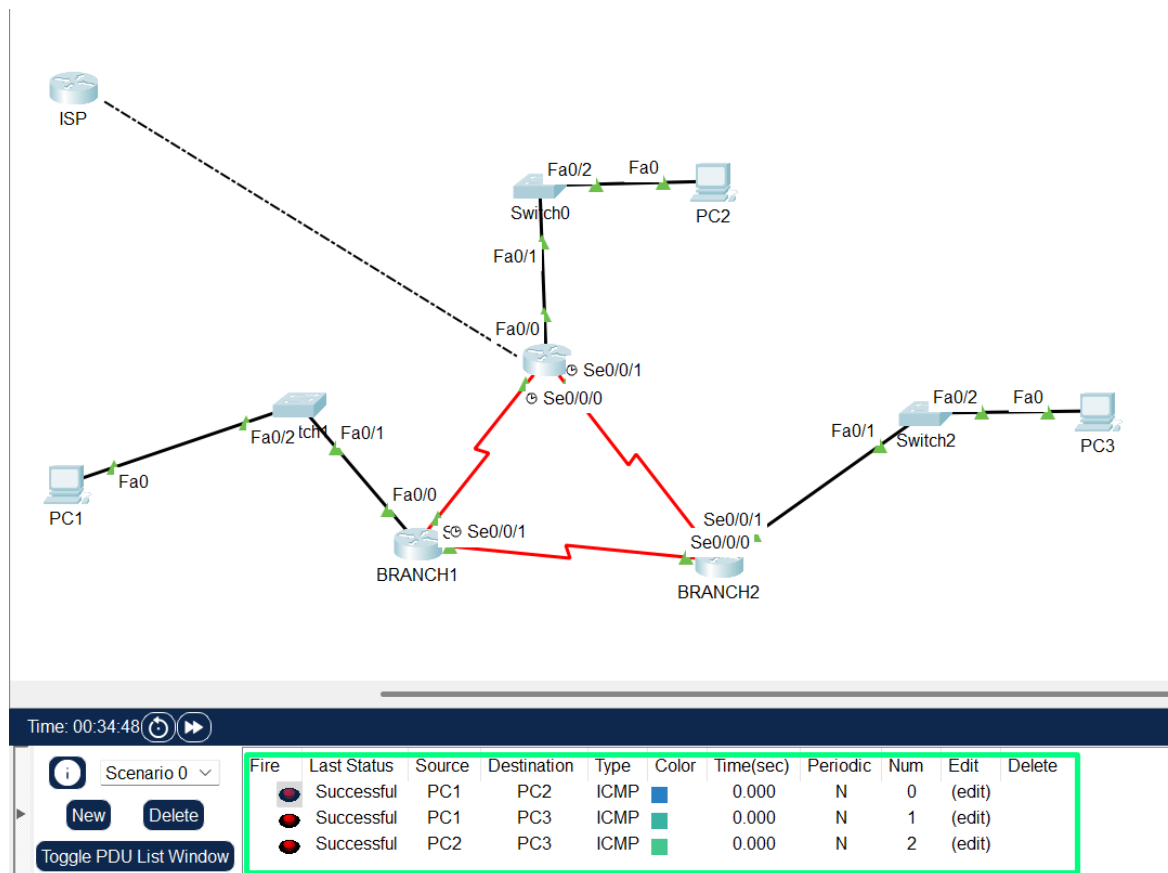 ISP
Fa0/2 Fa0
Switch0
PC2
Fa0/1
Fa0/0
Se0/0/1
Se0/0/0
Fa0/2 Fa0
Fa0/1
Switch2
PC3
Fa0/2 tch1 Fa0/1
Fa0
PC1
Fa0/0
Se0/0/1
BRANCH1
Se0/0/1
Se0/0/0
BRANCH2
Time: 00:34:48
Scenario 0
New Delete
Toggle PDU List Window
Fire Last Status Source Destination Type Color Time(sec) Periodic Num Edit Delete
Successful PC1 PC2 ICMP 0.000 N 0 (edit)
Successful PC1 PC3 ICMP 0.000 N 1 (edit)
Successful PC2 PC3 ICMP 0.000 N 2 (edit)